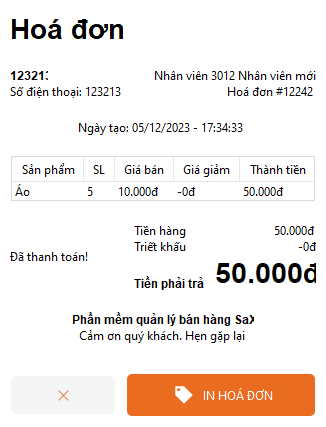 Hoá đơn
123213
Nhân viên 3012 Nhân viên mới
Số điện thoại: 123213
Hoá đơn #12242
Ngày tạo: 05/12/2023 - 17:34:33
Sản phẩm SL Giá bán Giá giảm Thành tiền
Áo 5 10.000đ -0đ 50.000đ
Tiền hàng 50.000đ
Triết khấu -0đ
Đã thanh toán!
Tiền phải trả 50.000đ
Phần mềm quản lý bán hàng
Cảm ơn quý khách. Hẹn gặp lại
IN HOÁ ĐƠN